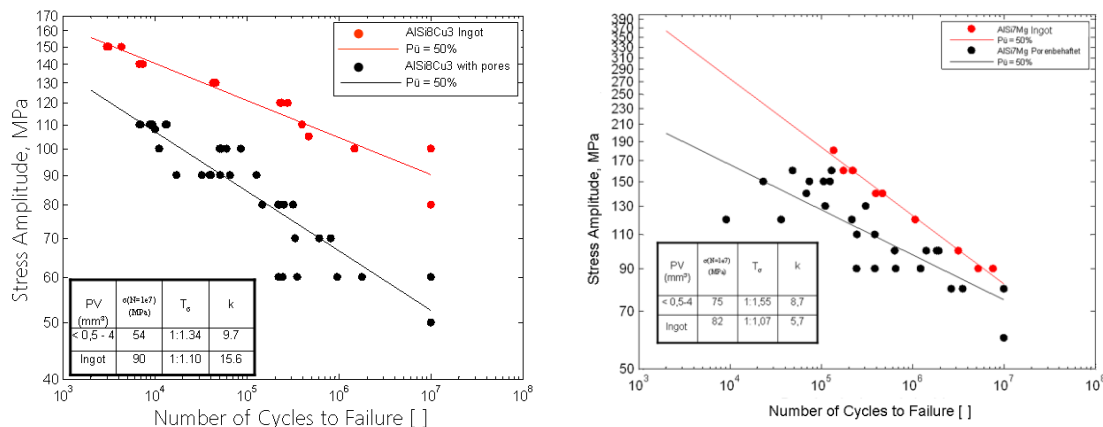 170
160
150
140
130
120
110
100
90
80
70
60
50
40
Stress Amplitude, MPa
AlSi8Cu3 Ingot
Pü = 50%
AlSi8Cu3 with pores
Pü = 50%
PV (mm³) σ(N=1e7) (MPa) Tσ k
< 0,5 - 4 54 1:1.34 9.7
Ingot 90 1:1.10 15.6
10³ 10⁴ 10⁵ 10⁶ 10⁷ 10⁸
Number of Cycles to Failure [ ]
390
350
330
310
290
270
250
230
210
190
170
150
130
110
90
70
50
Stress Amplitude, MPa
AlSi7Mg Ingot
Pü = 50%
AlSi7Mg Porenbehaftet
Pü = 50%
PV (mm³) σ(N=1e7) (MPa) Tσ k
< 0,5-4 75 1:1,55 8,7
Ingot 82 1:1,07 5,7
10³ 10⁴ 10⁵ 10⁶ 10⁷ 10⁸
Number of Cycles to Failure [ ]